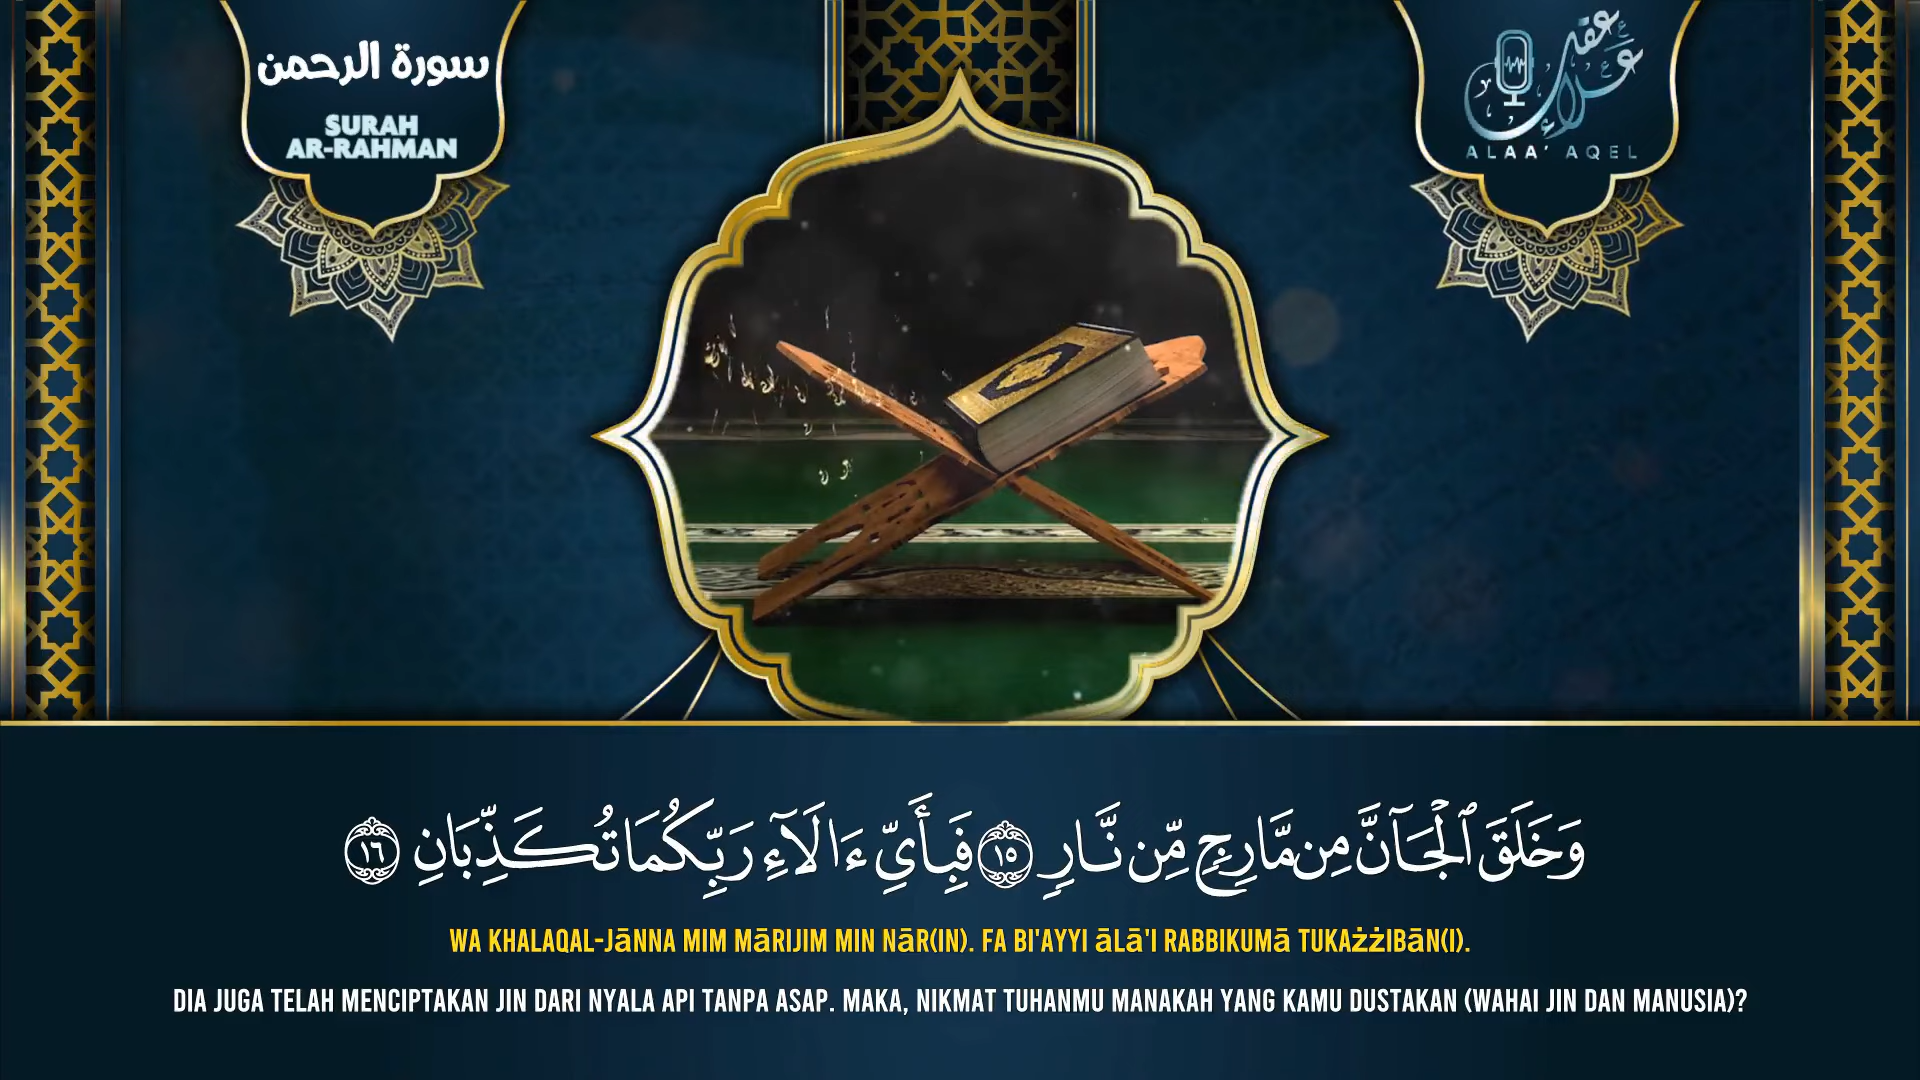 سورة الرحمن
SURAH
AR-RAHMAN
علاء عقل
ALAA' AQEL
وَخَلَقَ ٱلْجَآنَّ مِن مَّارِجٍ مِّن نَّارٍ ١٥ فَبِأَيِّ ءَالَآءِ رَبِّكُمَا تُكَذِّبَانِ ١٦
WA KHALAQAL-JāNNA MIM MāRIJIM MIN NāR(IN). FA BI'AYYI āLā'I RABBIKUMā TUKAżżIBāN(I).
DIA JUGA TELAH MENCIPTAKAN JIN DARI NYALA API TANPA ASAP. MAKA, NIKMAT TUHANMU MANAKAH YANG KAMU DUSTAKAN (WAHAI JIN DAN MANUSIA)?